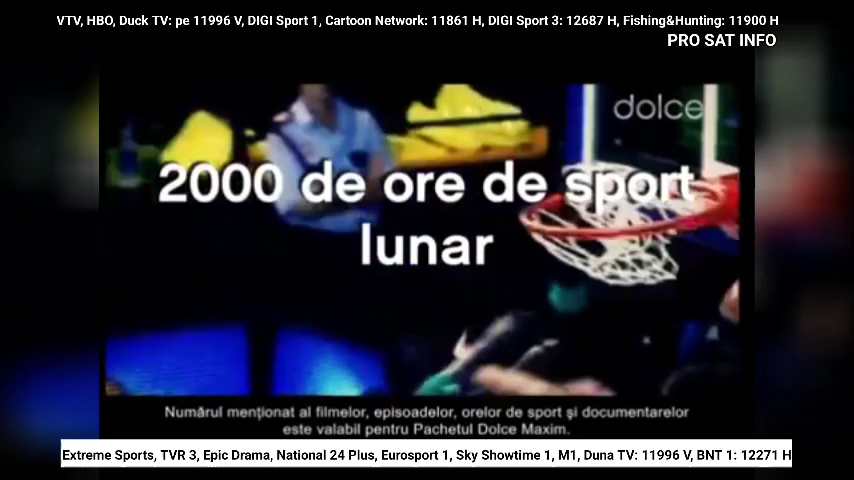 VTV, HBO, Duck TV: pe 11996 V, DIGI Sport 1, Cartoon Network: 11861 H, DIGI Sport 3: 12687 H, Fishing&Hunting: 11900 H
PRO SAT INFO
dolce
2000 de ore de sport
lunar
Numărul menţionat al filmelor, episoadelor, orelor de sport şi documentarelor
este valabil pentru Pachetul Dolce Maxim.
Extreme Sports, TVR 3, Epic Drama, National 24 Plus, Eurosport 1, Sky Showtime 1, M1, Duna TV: 11996 V, BNT 1: 12271 H